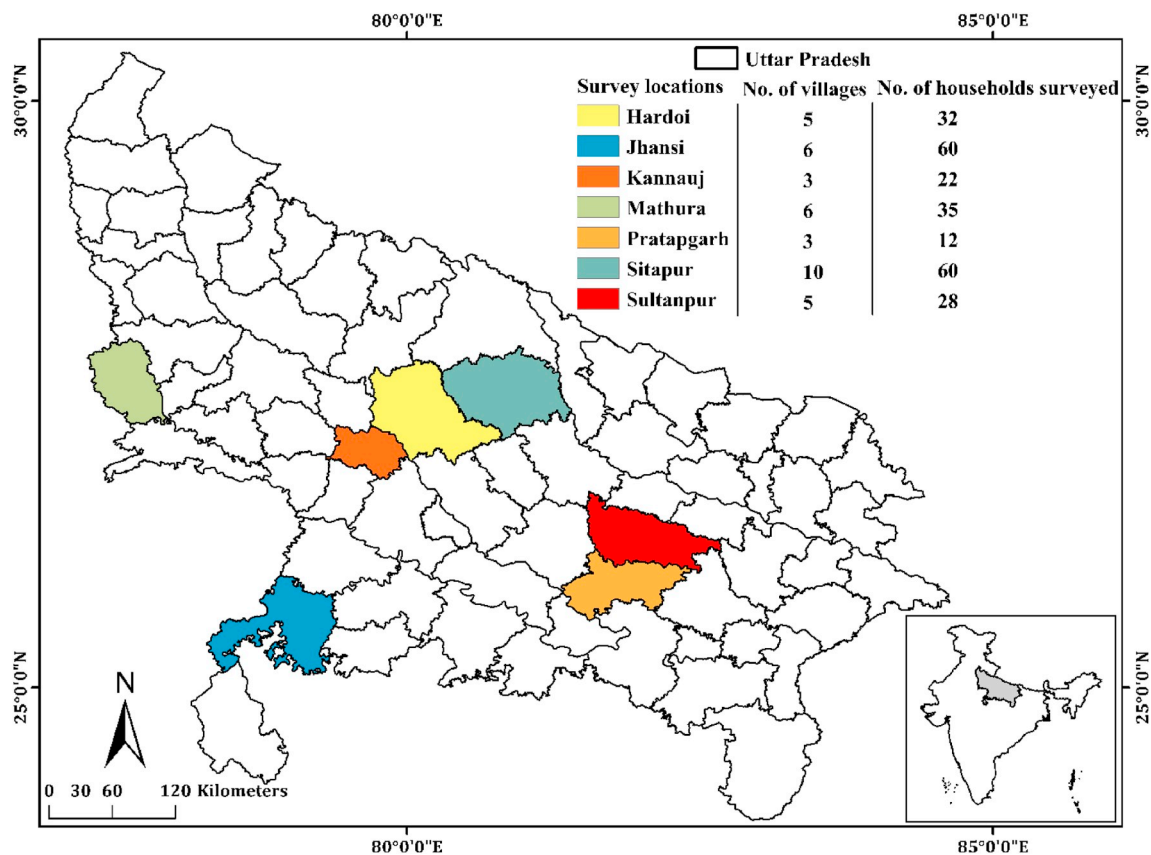 80°0'0"E 85°0'0"E
Uttar Pradesh
Survey locations No. of villages No. of households surveyed
Hardoi 5 32
Jhansi 6 60
Kannauj 3 22
Mathura 6 35
Pratapgarh 3 12
Sitapur 10 60
Sultanpur 5 28
30°0'0"N 30°0'0"N
25°0'0"N 25°0'0"N
N
0 30 60 120 Kilometers
80°0'0"E 85°0'0"E